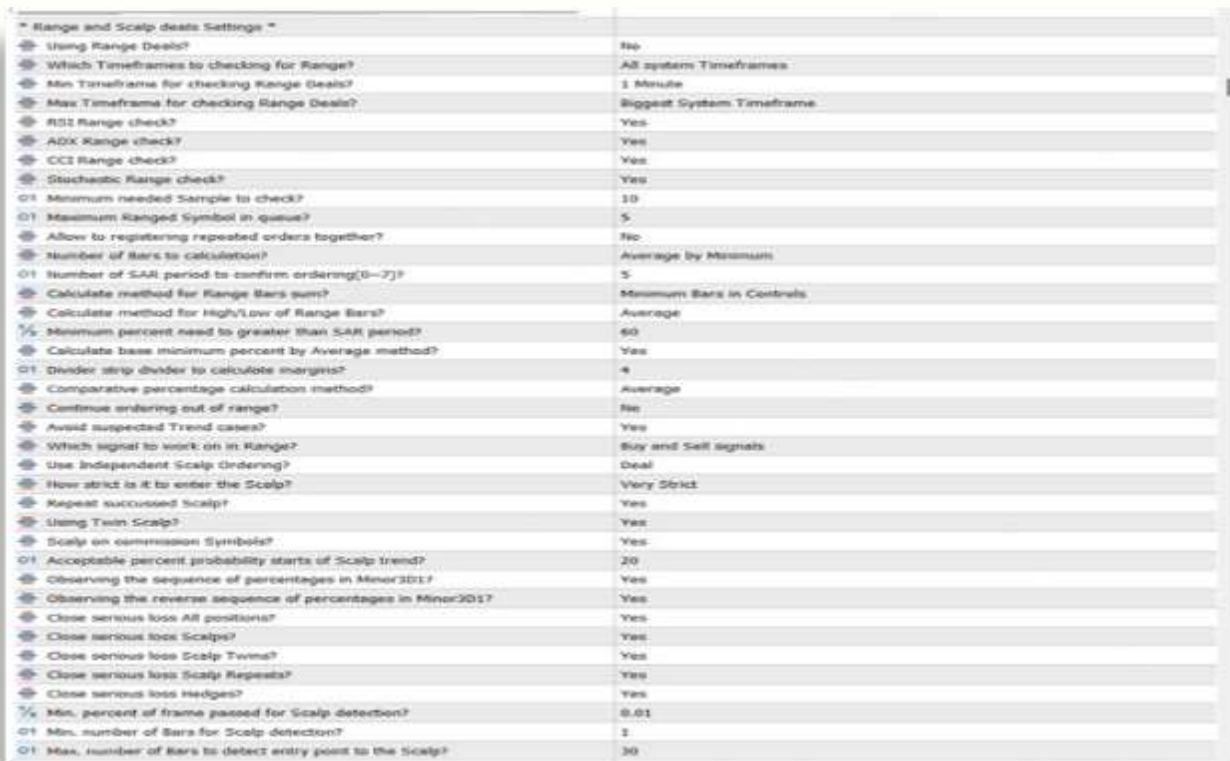 " Range and Scalp deals Settings "
Using Range Deals? No
Which Timeframes to checking for Range? All system Timeframes
Min Timeframe for checking Range Deals? 1 Minute
Max Timeframe for checking Range Deals? Biggest System Timeframe
RSI Range check? Yes
ADX Range check? Yes
CCI Range check? Yes
Stochastic Range check? Yes
Minimum needed Sample to check? 10
Maximum Ranged Symbol in queue? 5
Allow to registering repeated orders together? No
Number of Bars to calculation? Average by Minimum
Number of SAR period to confirm ordering(0~7)? 5
Calculate method for Range Bars sum? Minimum Bars in Controls
Calculate method for High/Low of Range Bars? Average
Minimum percent need to greater than SAR period? 60
Calculate base minimum percent by Average method? Yes
Divider strip divider to calculate margins? 4
Comparative percentage calculation method? Average
Continue ordering out of range? No
Avoid suspected Trend cases? Yes
Which signal to work on in Range? Buy and Sell signals
Use Independent Scalp Ordering? Deal
How strict is it to enter the Scalp? Very Strict
Repeat succussed Scalp? Yes
Using Twin Scalp? Yes
Scalp on commission Symbols? Yes
Acceptable percent probability starts of Scalp trend? 20
Observing the sequence of percentages in Minor3D1? Yes
Observing the reverse sequence of percentages in Minor3D1? Yes
Close serious loss All positions? Yes
Close serious loss Scalps? Yes
Close serious loss Scalp Twins? Yes
Close serious loss Scalp Repeats? Yes
Close serious loss Hedges? Yes
Min. percent of frame passed for Scalp detection? 0.01
Min. number of Bars for Scalp detection? 1
Max. number of Bars to detect entry point to the Scalp? 30